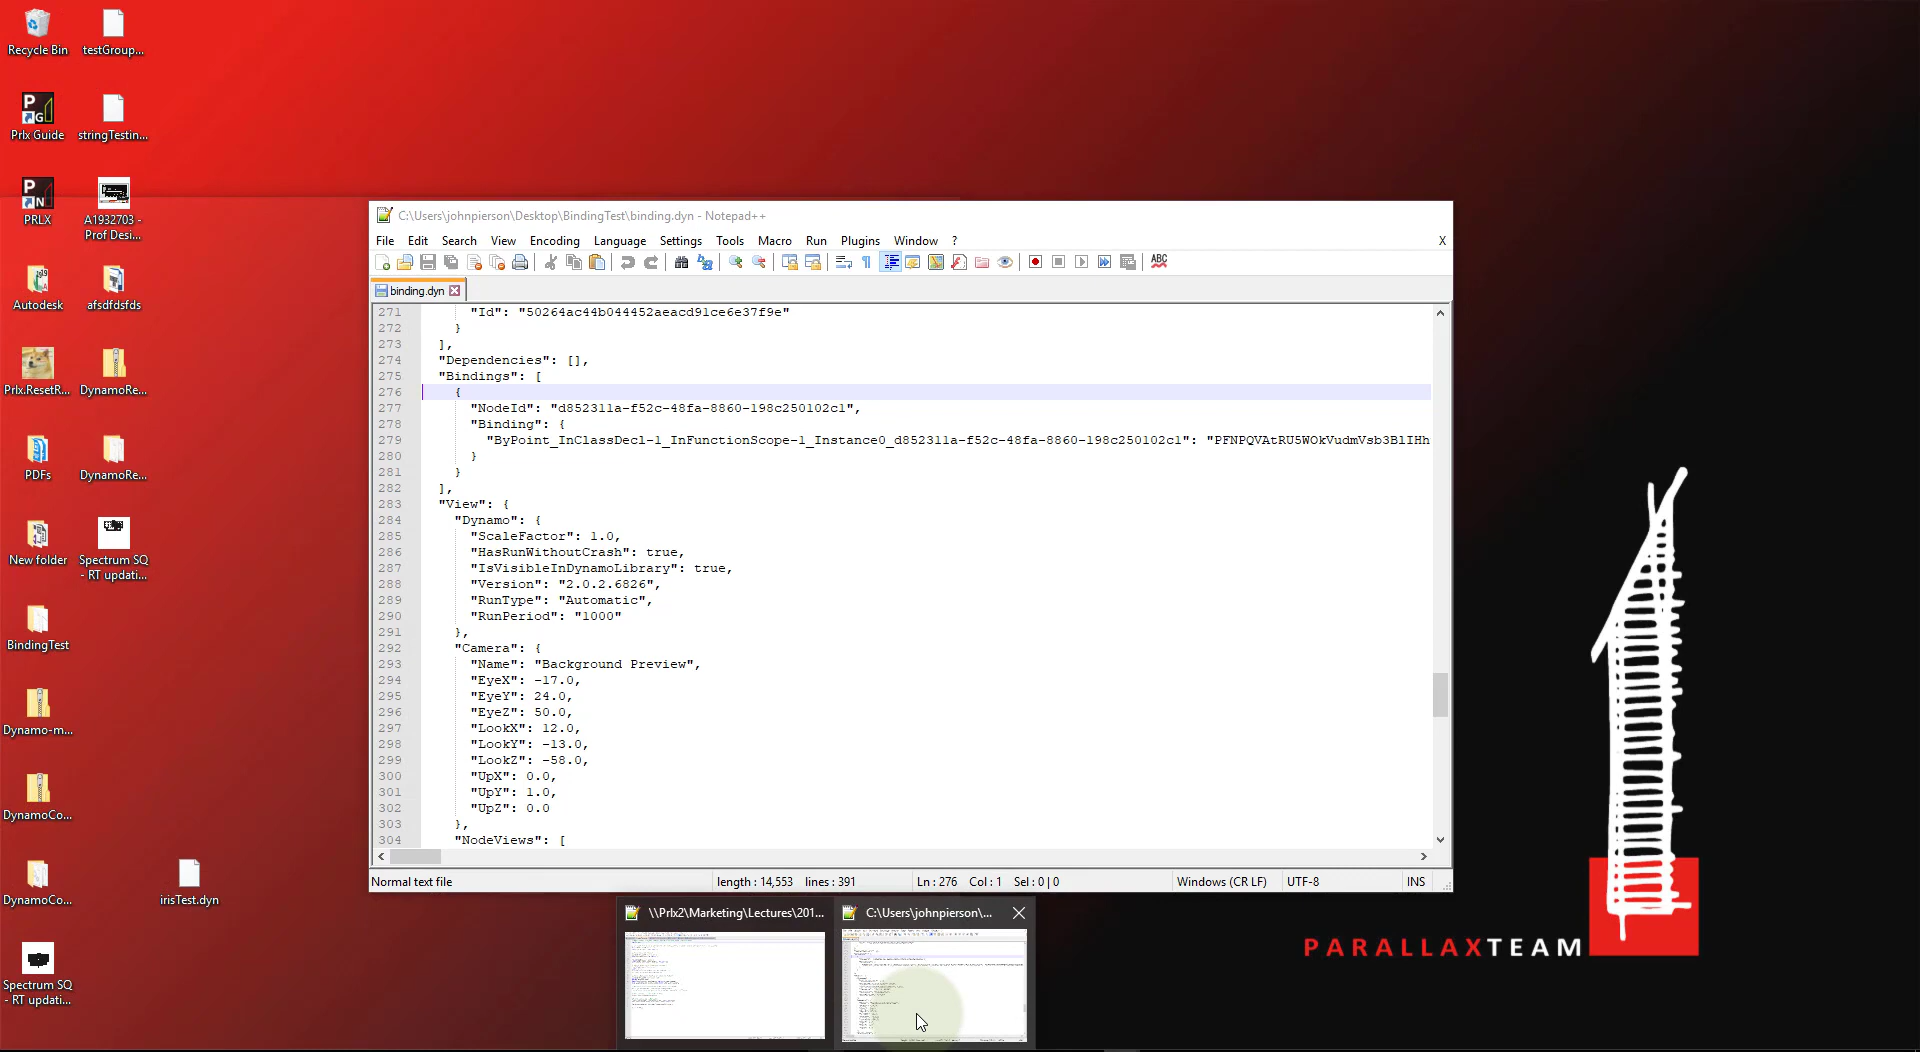 Recycle Bin
testGroup...
Prlx Guide
stringTestin...
PRLX
A1932703 -
Prof Desi...
Autodesk
afsdfdsfds
Prlx.ResetR...
DynamoRe...
PDFs
DynamoRe...
New folder
Spectrum SQ
- RT updati...
BindingTest
Dynamo-m...
DynamoCo...
DynamoCo...
irisTest.dyn
Spectrum SQ
- RT updati...
C:\Users\johnpierson\Desktop\BindingTest\binding.dyn - Notepad++
File Edit Search View Encoding Language Settings Tools Macro Run Plugins Window ? X
ABC
binding.dyn
271 "Id": "50264ac44b044452aeacd91ce6e37f9e"
272 }
273 ],
274 "Dependencies": [],
275 "Bindings": [
276 {
277 "NodeId": "d852311a-f52c-48fa-8860-198c250102c1",
278 "Binding": {
279 "ByPoint_InClassDecl-1_InFunctionScope-1_Instance0_d852311a-f52c-48fa-8860-198c250102c1": "PFNPQVAtRU5WOkVudmVsb3BlIHh
280 }
281 }
282 ],
283 "View": {
284 "Dynamo": {
285 "ScaleFactor": 1.0,
286 "HasRunWithoutCrash": true,
287 "IsVisibleInDynamoLibrary": true,
288 "Version": "2.0.2.6826",
289 "RunType": "Automatic",
290 "RunPeriod": "1000"
291 },
292 "Camera": {
293 "Name": "Background Preview",
294 "EyeX": -17.0,
295 "EyeY": 24.0,
296 "EyeZ": 50.0,
297 "LookX": 12.0,
298 "LookY": -13.0,
299 "LookZ": -58.0,
300 "UpX": 0.0,
301 "UpY": 1.0,
302 "UpZ": 0.0
303 },
304 "NodeViews": [
Normal text file length : 14,553 lines : 391 Ln : 276 Col : 1 Sel : 0 | 0 Windows (CR LF) UTF-8 INS
\\Prlx2\Marketing\Lectures\201...
C:\Users\johnpierson\...
PARALLAXTEAM